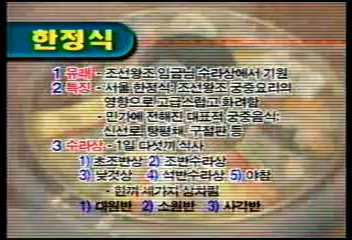 한정식
1 유래 - 조선왕조 임금님 수라상에서 기원
2 특징 - 서울 한정식: 조선왕조 궁중요리의
영향으로 고급스럽고 화려함
- 민가에 전해진 대표적 궁중음식:
신선로, 탕평채, 구절판 등
3 수라상 - 1일 다섯끼 식사
1) 초조반상 2) 조반수라상
3) 낮것상 4) 석반수라상 5) 야참
- 한끼 세가지 상차림
1) 대원반 2) 소원반 3) 사각반